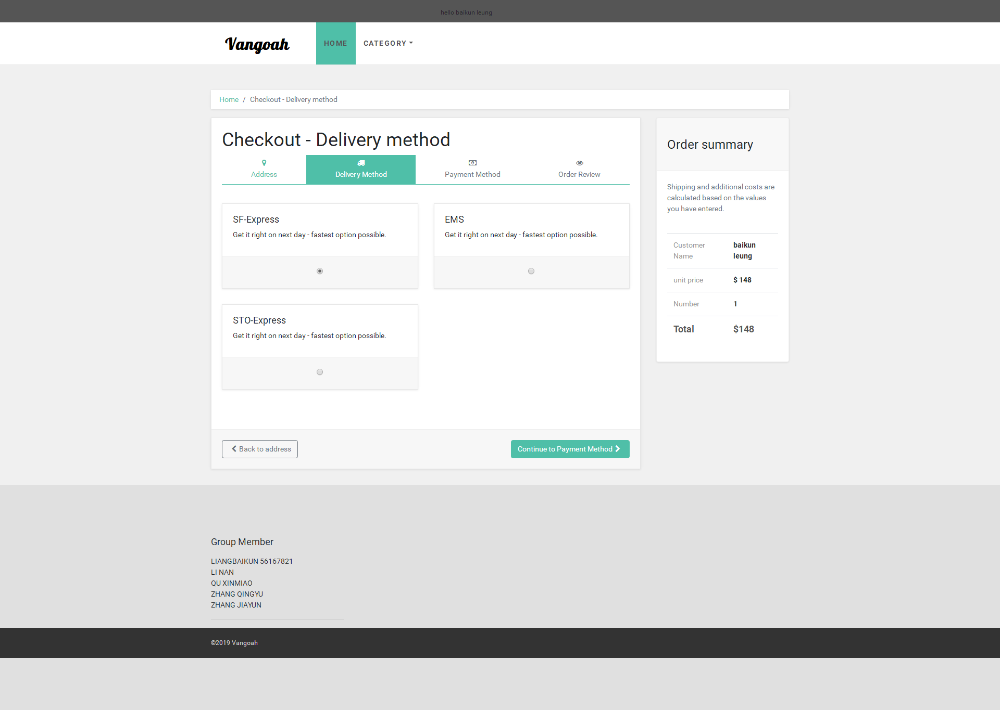 hello baikun leung
Vangoah
HOME
CATEGORY
Home / Checkout - Delivery method
Checkout - Delivery method
Address
Delivery Method
Payment Method
Order Review
SF-Express
Get it right on next day - fastest option possible.
EMS
Get it right on next day - fastest option possible.
STO-Express
Get it right on next day - fastest option possible.
Back to address
Continue to Payment Method
Order summary
Shipping and additional costs are
calculated based on the values
you have entered.
Customer Name
baikun leung
unit price $ 148
Number 1
Total $148
Group Member
LIANGBAIKUN 56167821
LI NAN
QU XINMIAO
ZHANG QINGYU
ZHANG JIAYUN
©2019 Vangoah